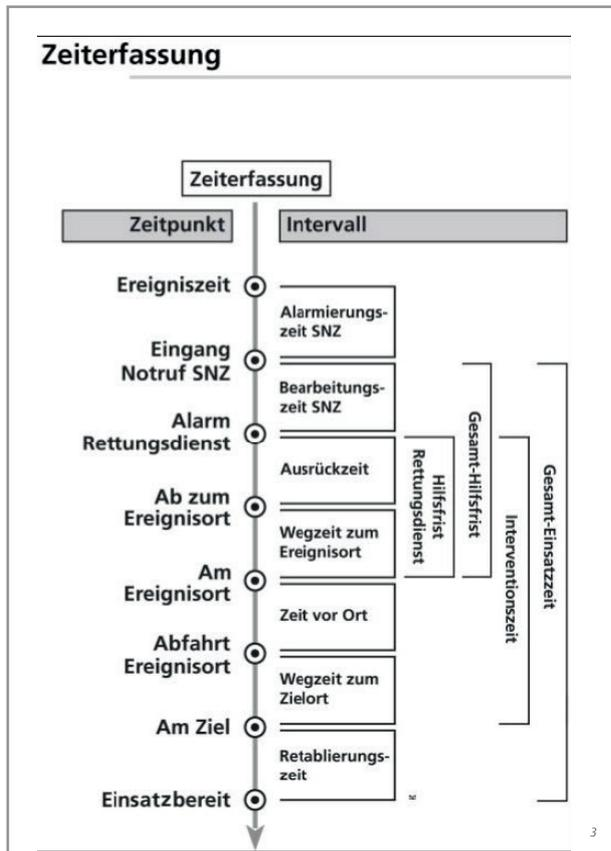 Zeiterfassung
Zeiterfassung
Zeitpunkt
Intervall
Ereigniszeit
Alarmierungs-
zeit SNZ
Eingang
Notruf SNZ
Bearbeitungs-
zeit SNZ
Alarm
Rettungsdienst
Ausrückzeit
Ab zum
Ereignisort
Wegzeit zum
Ereignisort
Am
Ereignisort
Zeit vor Ort
Abfahrt
Ereignisort
Wegzeit zum
Zielort
Am Ziel
Retablierungs-
zeit
Einsatzbereit
Hilfsfrist
Rettungsdienst
Gesamt-Hilfsfrist
Interventionszeit
Gesamt-Einsatzzeit
3